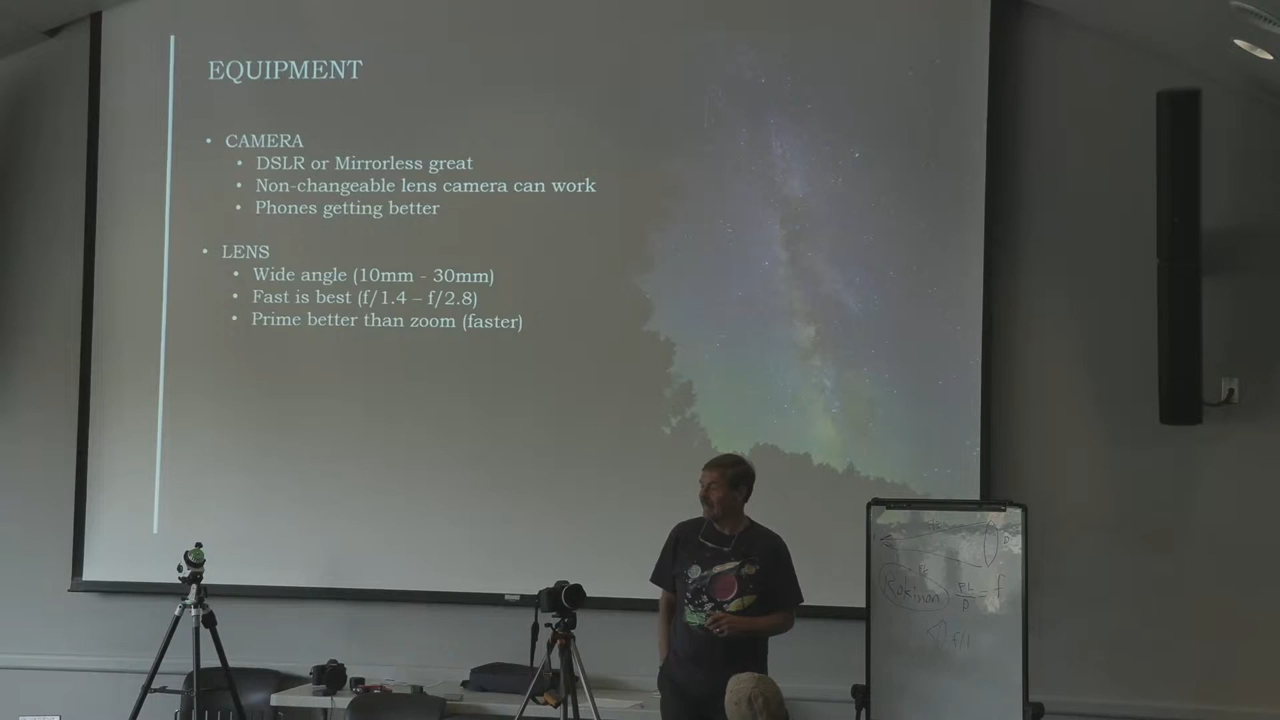 EQUIPMENT
• CAMERA
• DSLR or Mirrorless great
• Non-changeable lens camera can work
• Phones getting better
• LENS
• Wide angle (10mm - 30mm)
• Fast is best (f/1.4 – f/2.8)
• Prime better than zoom (faster)
D
Rokinon
FL
D
= f
f/1